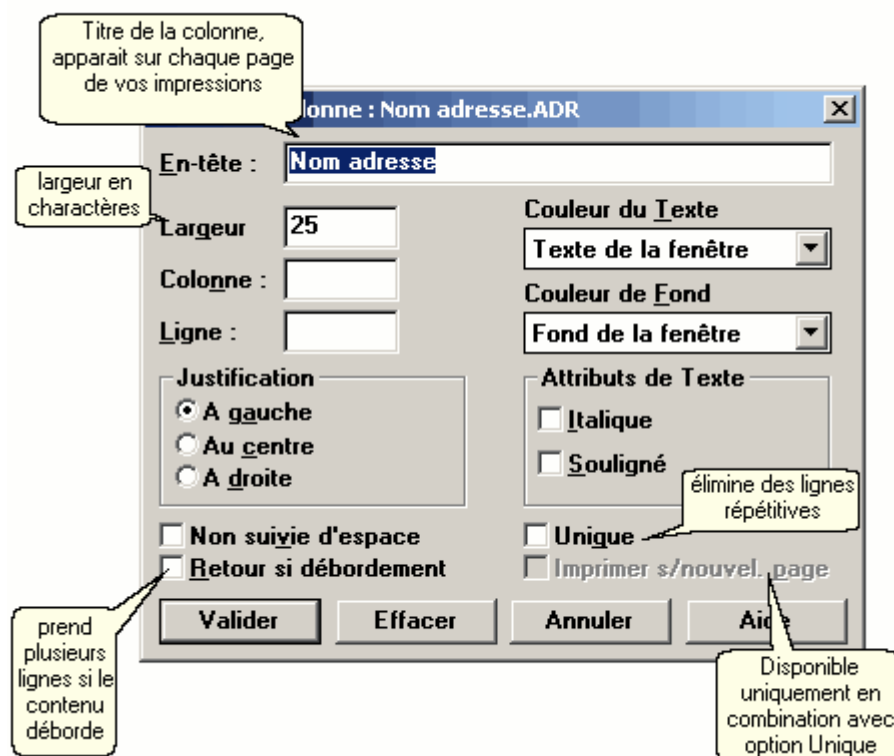 Titre de la colonne,
apparait sur chaque page
de vos impressions
onne : Nom adresse.ADR
En-tête :
Nom adresse
largeur en
charactères
Largeur
25
Couleur du Texte
Texte de la fenêtre
Colonne :
Couleur de Fond
Ligne :
Fond de la fenêtre
Justification
Attributs de Texte
A gauche
Italique
Au centre
Souligné
A droite
élimine des lignes
répétitives
Non suivie d'espace
Unique
Retour si débordement
Imprimer s/nouvel. page
Valider
Effacer
Annuler
Aide
prend
plusieurs
lignes si le
contenu
déborde
Disponible
uniquement en
combination avec
option Unique